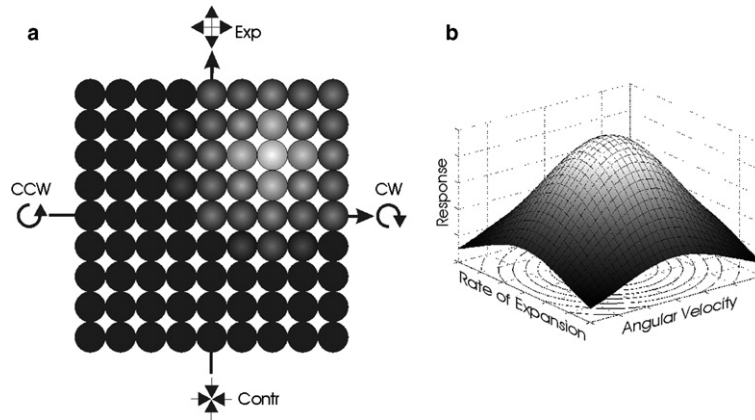 a
Exp
CCW
CW
Contr
b
Response
Rate of Expansion
Angular Velocity